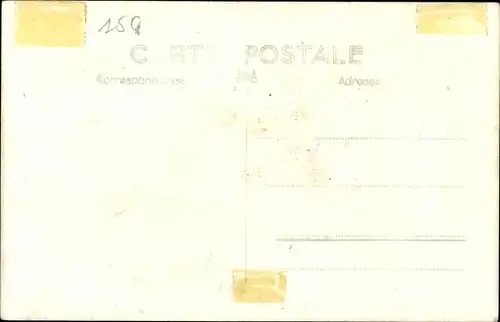 159
CARTE POSTALE
Correspondance Adresse